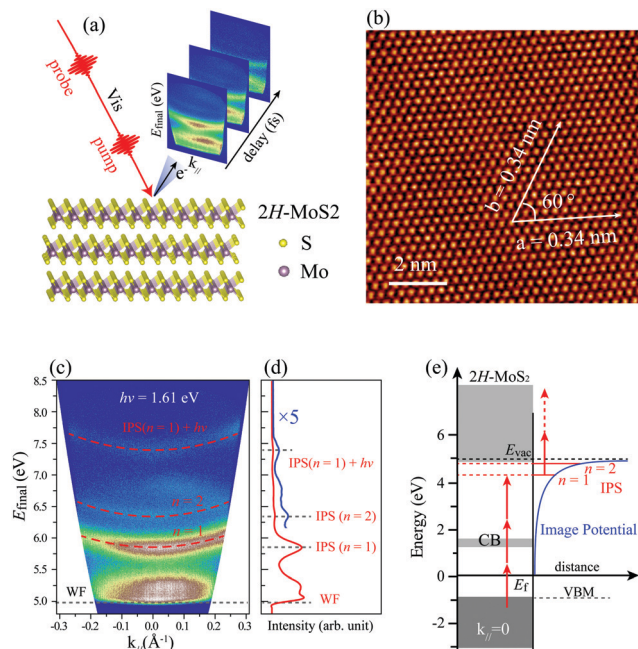 (a)
probe
Vis
pump
E_final (eV)
k_//
delay (fs)
e-
2H-MoS2
S
Mo
(b)
b = 0.34 nm
60°
a = 0.34 nm
2 nm
(c)
hν = 1.61 eV
IPS(n = 1) + hν
n = 2
n = 1
WF
8.5
8.0
7.5
7.0
6.5
6.0
5.5
5.0
E_final (eV)
-0.3 -0.2 -0.1 0.0 0.1 0.2 0.3
k_// (Å⁻¹)
(d)
×5
IPS(n = 1) + hν
IPS (n = 2)
IPS (n = 1)
WF
Intensity (arb. unit)
(e)
2H-MoS₂
E_vac
n = 2
n = 1
IPS
Image Potential
CB
distance
E_f
VBM
k_//=0
6
4
2
0
-2
Energy (eV)